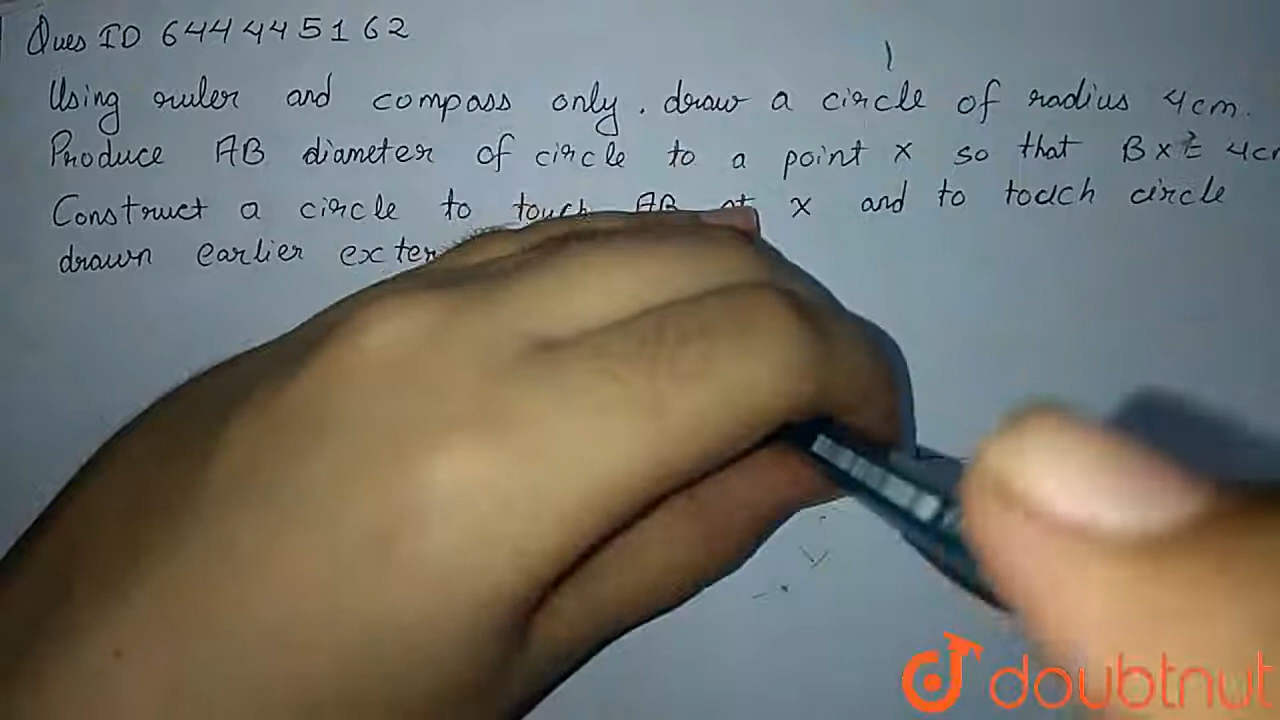 Ques ID 644445162
Using ruler and compass only. draw a circle of radius 4cm.
Produce AB diameter of circle to a point x so that BX = 4cm
Construct a circle to touch AB at x and to touch circle
drawn earlier exter
doubtnut